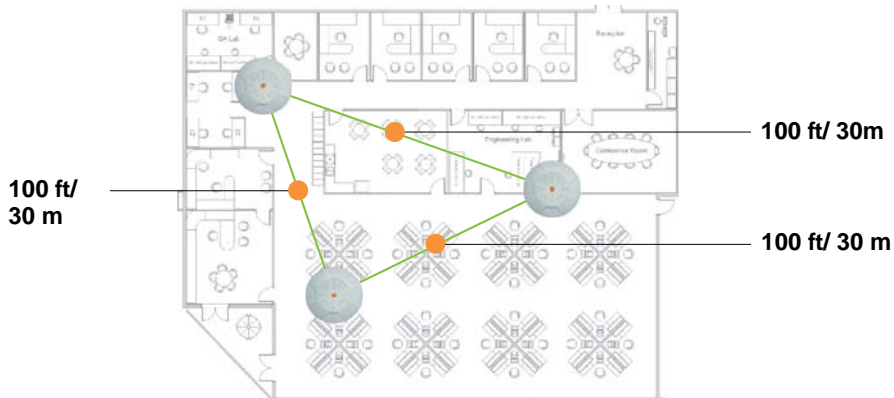 QA Lab
Reception
100 ft/ 30m
Engineering Lab
Conference Room
100 ft/
30 m
100 ft/ 30 m